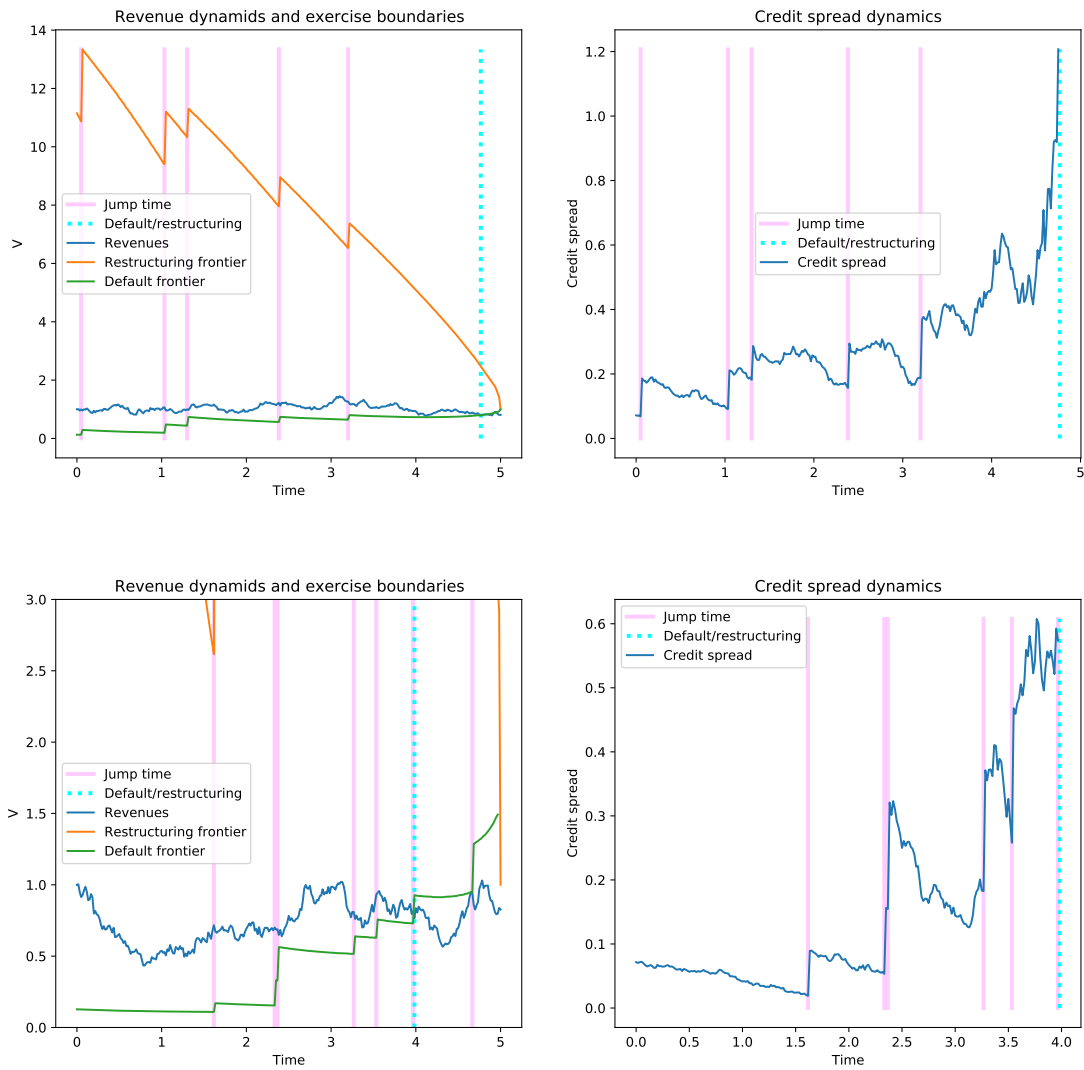 Revenue dynamids and exercise boundaries
14
12
10
8
6
4
2
0
V
Jump time
Default/restructuring
Revenues
Restructuring frontier
Default frontier
0 1 2 3 4 5
Time
Credit spread dynamics
1.2
1.0
0.8
0.6
0.4
0.2
0.0
Credit spread
Jump time
Default/restructuring
Credit spread
0 1 2 3 4 5
Time
Revenue dynamids and exercise boundaries
3.0
2.5
2.0
1.5
1.0
0.5
0.0
V
Jump time
Default/restructuring
Revenues
Restructuring frontier
Default frontier
0 1 2 3 4 5
Time
Credit spread dynamics
0.6
0.5
0.4
0.3
0.2
0.1
0.0
Credit spread
Jump time
Default/restructuring
Credit spread
0.0 0.5 1.0 1.5 2.0 2.5 3.0 3.5 4.0
Time